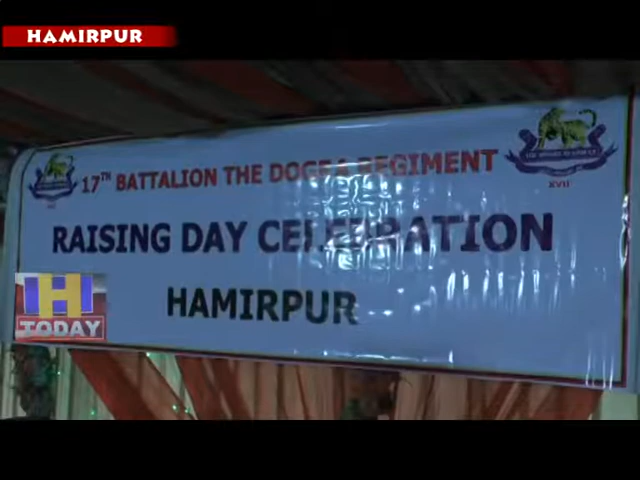 HAMIRPUR
17TH BATTALION THE DOGRA REGIMENT
XVII
RAISING DAY CELEBRATION
HAMIRPUR
H
TODAY